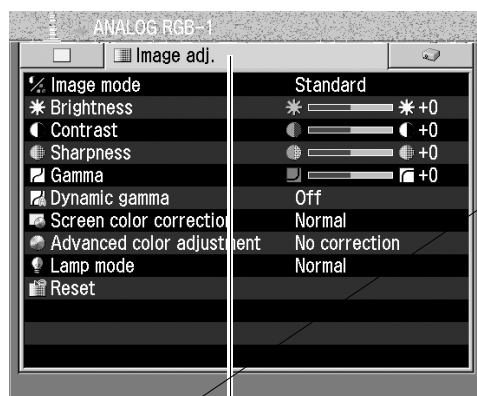 ANALOG RGB-1
Image adj.
Image mode Standard
Brightness +0
Contrast +0
Sharpness +0
Gamma +0
Dynamic gamma Off
Screen color correction Normal
Advanced color adjustment No correction
Lamp mode Normal
Reset